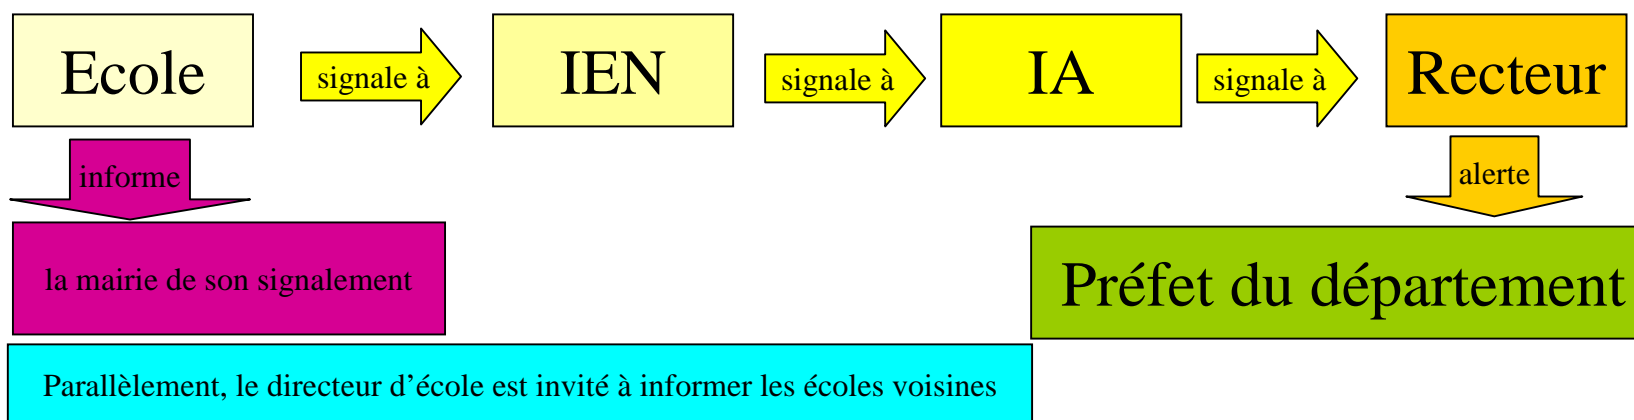 Ecole
signale à
IEN
signale à
IA
signale à
Recteur
informe
alerte
la mairie de son signalement
Préfet du département
Parallèlement, le directeur d’école est invité à informer les écoles voisines